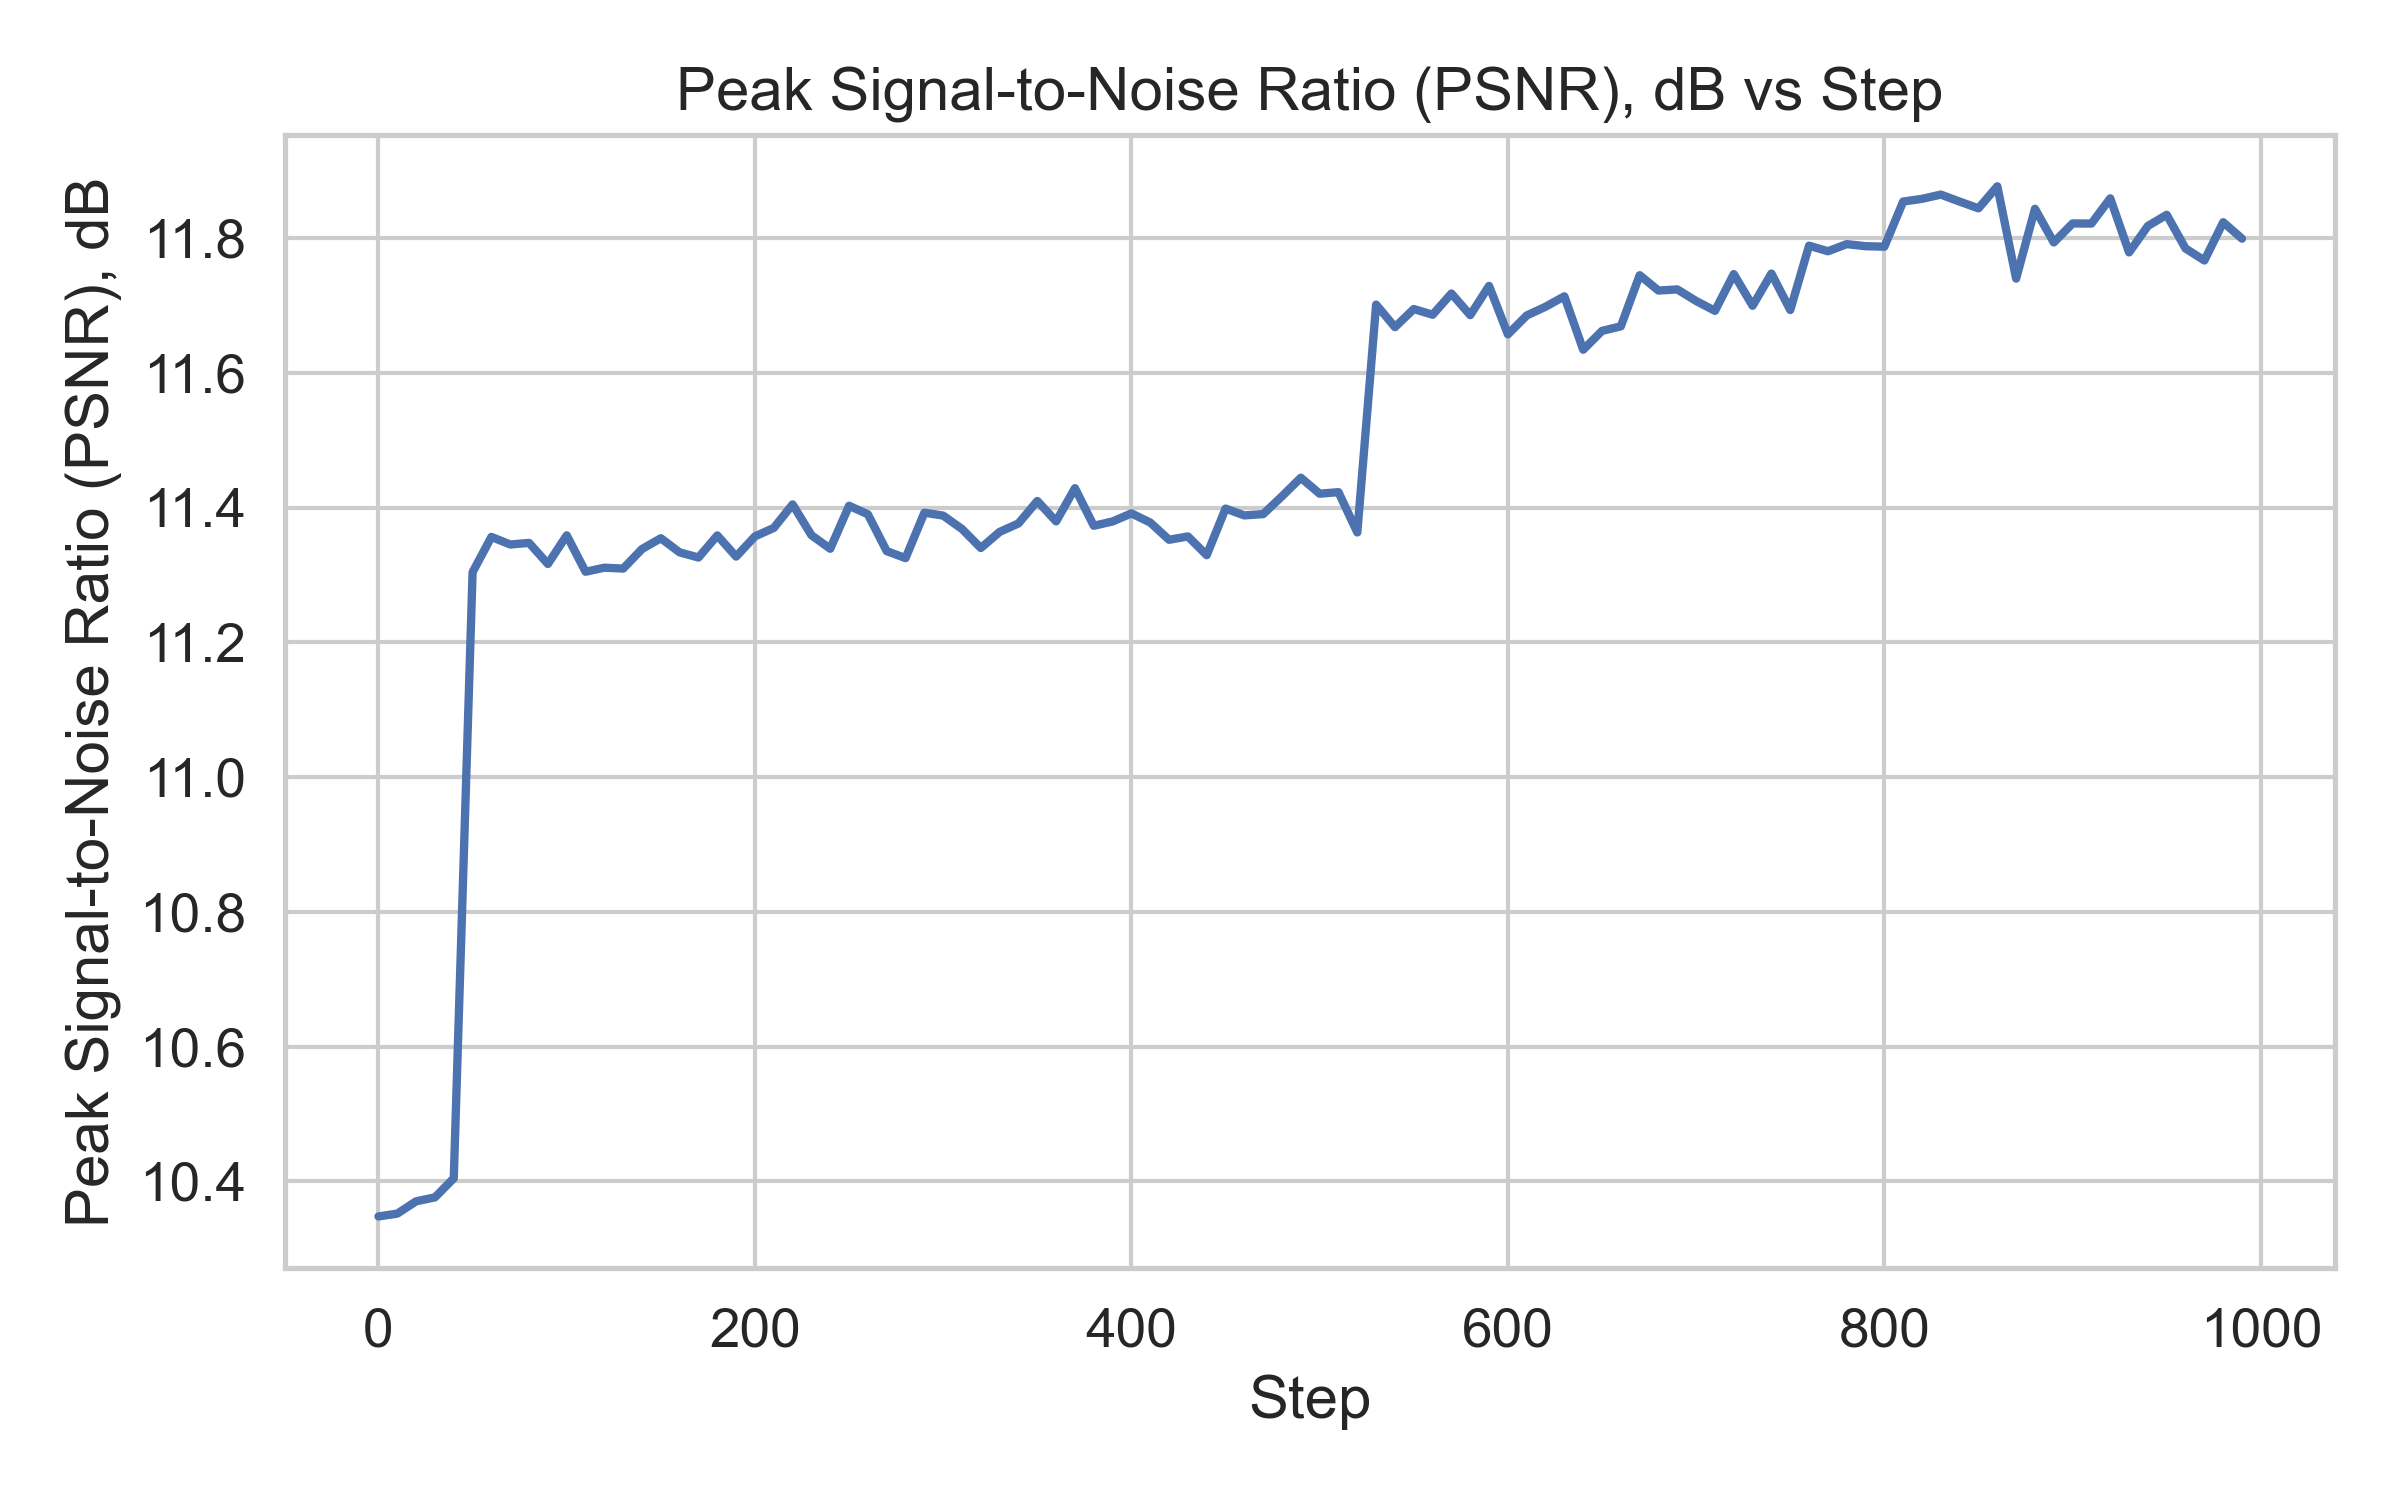 Peak Signal-to-Noise Ratio (PSNR), dB vs Step
Peak Signal-to-Noise Ratio (PSNR), dB
11.8
11.6
11.4
11.2
11.0
10.8
10.6
10.4
0 200 400 600 800 1000
Step